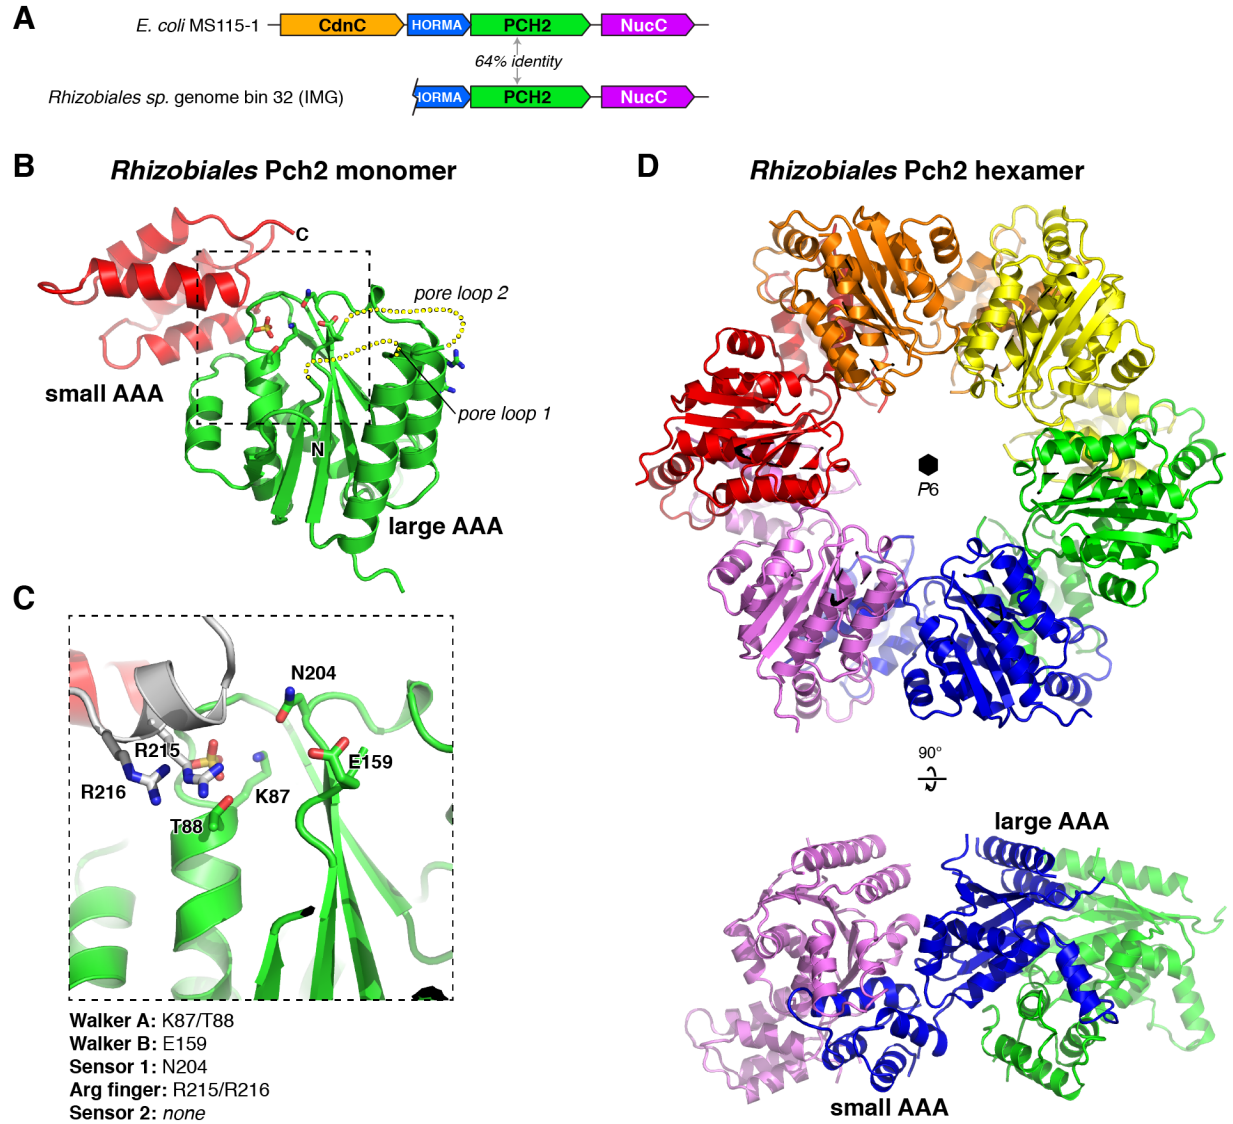 A
E. coli MS115-1
CdnC
HORMA
PCH2
NucC
64% identity
Rhizobiales sp. genome bin 32 (IMG)
HORMA
PCH2
NucC
B
Rhizobiales Pch2 monomer
C
pore loop 2
small AAA
pore loop 1
N
large AAA
C
N204
R215
E159
R216
K87
T88
Walker A: K87/T88
Walker B: E159
Sensor 1: N204
Arg finger: R215/R216
Sensor 2: none
D
Rhizobiales Pch2 hexamer
P6
90°
large AAA
small AAA